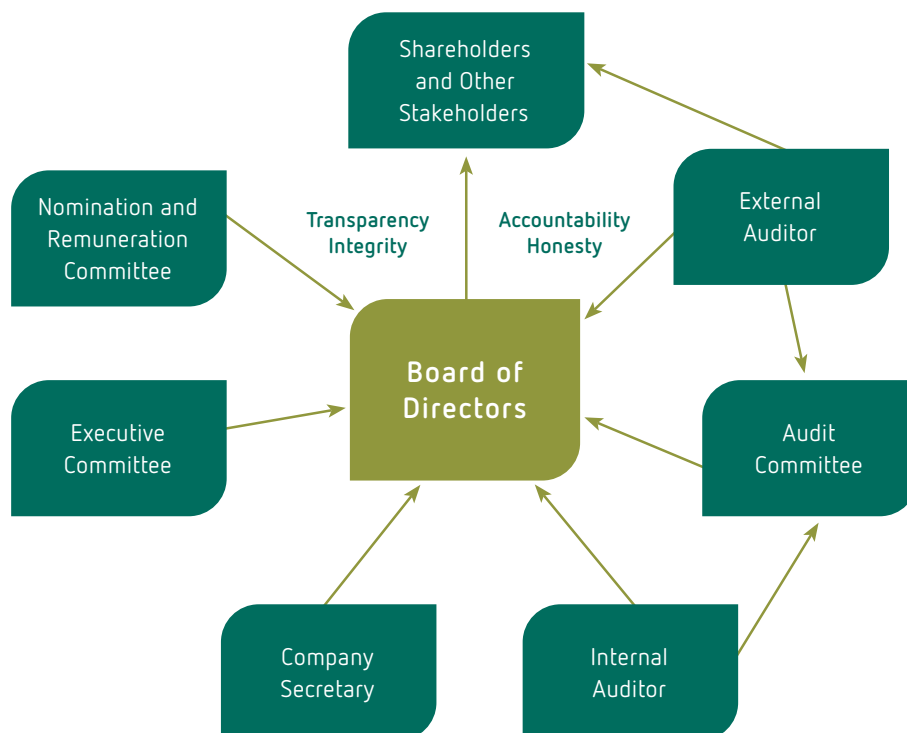 Shareholders
and Other
Stakeholders
Nomination and
Remuneration
Committee
Transparency
Integrity
Accountability
Honesty
External
Auditor
Board of
Directors
Executive
Committee
Audit
Committee
Company
Secretary
Internal
Auditor